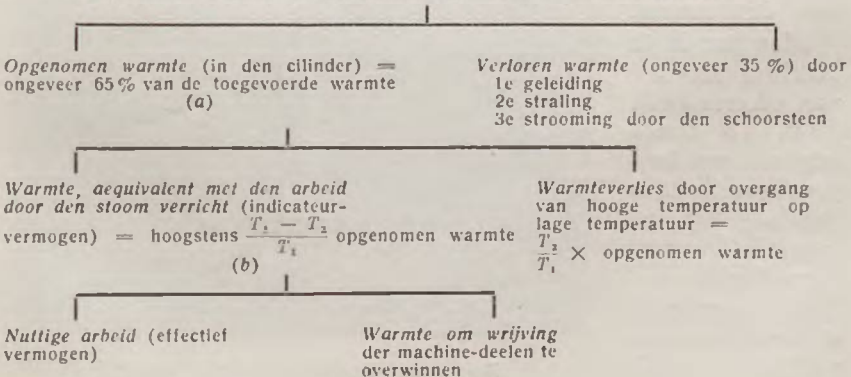 Opgenomen warmte (in den cilinder) =
ongeveer 65 % van de toegevoerde warmte
(a)
Verloren warmte (ongeveer 35 %) door
1e geleiding
2e straling
3e strooming door den schoorsteen
Warmte, aequivalent met den arbeid
door den stoom verricht (indicateur-
vermogen) = hoogstens (T₁ − T₂)/T₁ opgenomen warmte
(b)
Warmteverlies door overgang
van hooge temperatuur op
lage temperatuur =
T₂/T₁ × opgenomen warmte
Nuttige arbeid (effectief
vermogen)
Warmte om wrijving
der machine-deelen te
overwinnen